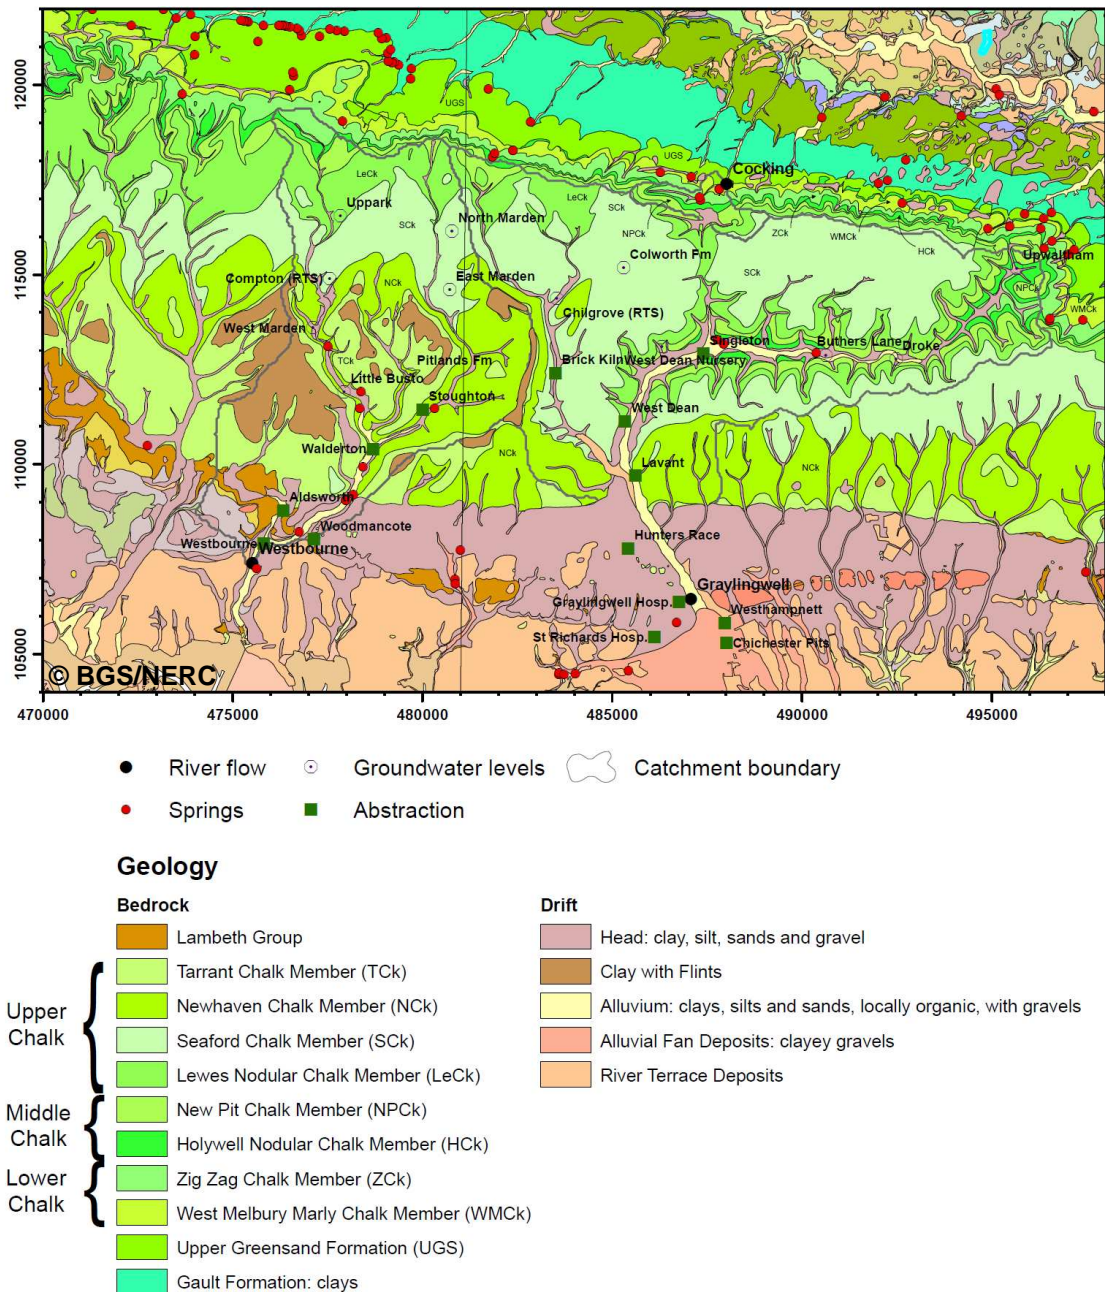 120000
115000
110000
105000
UGS
UGS
Cocking
LeCk
Uppark
LeCk
SCk
SCk
North Marden
NPCk
ZCk
WMCk
HCk
Colworth Fm
Upwaltham
Compton (RTS)
NCk
East Marden
SCk
NPCk
WMCk
Chilgrove (RTS)
West Marden
TCk
Pitlands Fm
Brick Kiln
West Dean Nursery
Singleton
Buthers Lane
Droke
Little Busto
Stoughton
West Dean
Walderton
NCk
Lavant
NCk
Aldsworth
Woodmancote
Hunters Race
Westbourne
Westbourne
Graylingwell
Graylingwell Hosp.
Westhampnett
St Richards Hosp.
Chichester Pits
© BGS/NERC
470000 475000 480000 485000 490000 495000
River flow
Groundwater levels
Catchment boundary
Springs
Abstraction
Geology
Bedrock
Lambeth Group
Upper
Chalk
Tarrant Chalk Member (TCk)
Newhaven Chalk Member (NCk)
Seaford Chalk Member (SCk)
Lewes Nodular Chalk Member (LeCk)
Middle
Chalk
New Pit Chalk Member (NPCk)
Holywell Nodular Chalk Member (HCk)
Lower
Chalk
Zig Zag Chalk Member (ZCk)
West Melbury Marly Chalk Member (WMCk)
Upper Greensand Formation (UGS)
Gault Formation: clays
Drift
Head: clay, silt, sands and gravel
Clay with Flints
Alluvium: clays, silts and sands, locally organic, with gravels
Alluvial Fan Deposits: clayey gravels
River Terrace Deposits